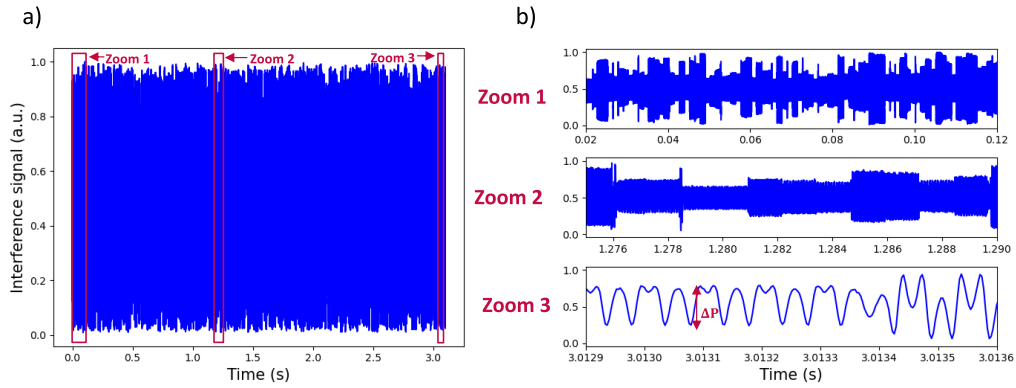 a)
Interference signal (a.u.)
1.0
0.8
0.6
0.4
0.2
0.0
Zoom 1
Zoom 2
Zoom 3
0.0 0.5 1.0 1.5 2.0 2.5 3.0
Time (s)
b)
Zoom 1
1.0
0.5
0.0
0.02 0.04 0.06 0.08 0.10 0.12
Zoom 2
1.0
0.5
0.0
1.276 1.278 1.280 1.282 1.284 1.286 1.288 1.290
Zoom 3
1.0
0.5
0.0
ΔP
3.0129 3.0130 3.0131 3.0132 3.0133 3.0134 3.0135 3.0136
Time (s)